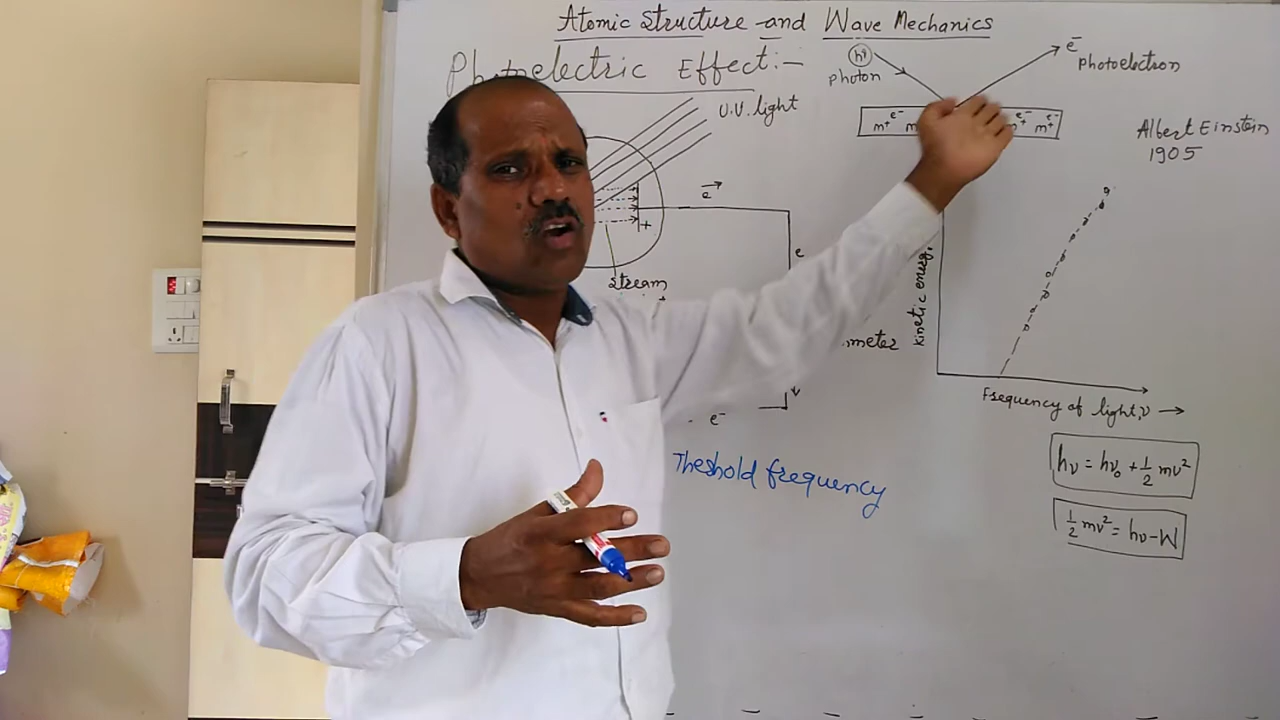 Atomic Structure and Wave Mechanics
Photoelectric Effect:-
hν
photon
e-
photoelectron
U.V. light
m+ e- m
e- m+ e- m+
Albert Einstein
1905
e-
+
e
stream
kinetic energy
Frequency of light, ν →
e-
Theshold frequency
hν = hν₀ + ½ mv²
½ mv² = hν - W